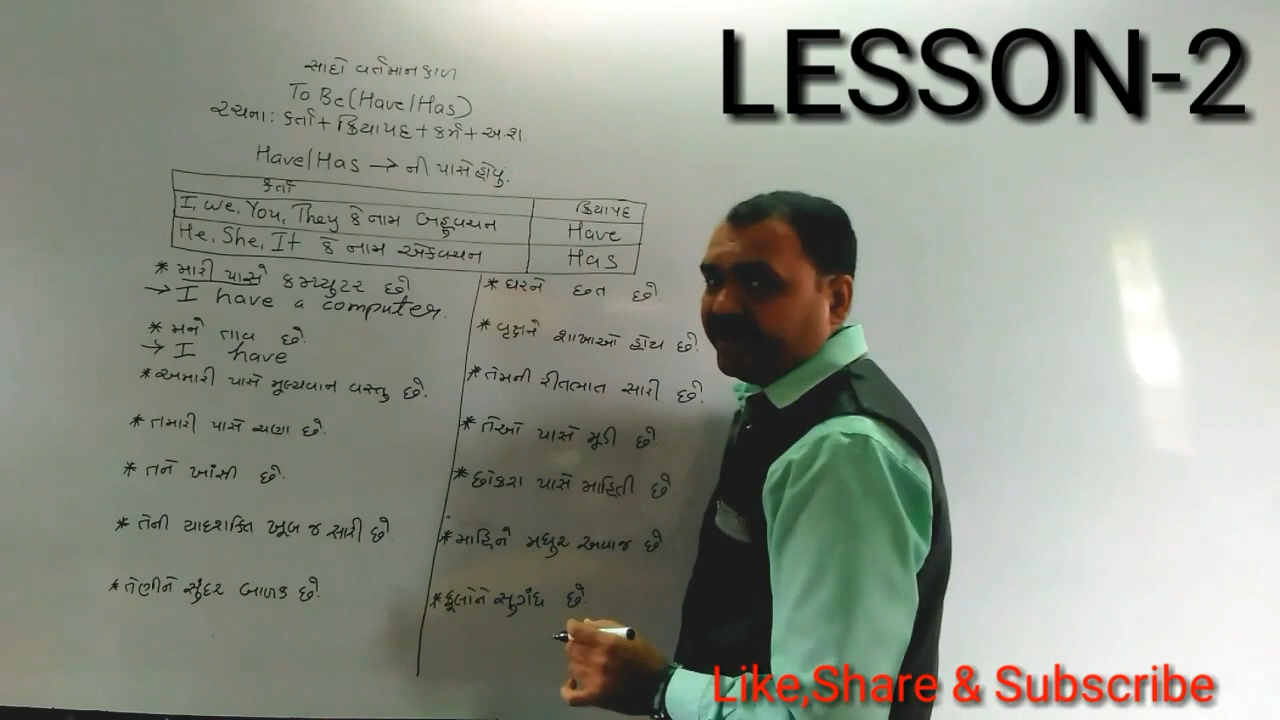 LESSON-2
સાદો વર્તમાનકાળ
To Be (Have/Has)
રચના: કર્તા + ક્રિયાપદ + કર્મ + અ.શ.
Have/Has → ની પાસે હોવું.
કર્તા
ક્રિયાપદ
I, We, You, They કે નામ બહુવચન
Have
He, She, It કે નામ એકવચન
Has
* મારી પાસે કમ્પ્યુટર છે
→ I have a computer.
* મને તાવ છે.
→ I have
* અમારી પાસે મૂલ્યવાન વસ્તુ છે.
* તમારી પાસે ચણા છે.
* તને ખાંસી છે.
* તેની યાદશક્તિ ખૂબ જ સારી છે.
* તેણીને સુંદર બાળક છે.
* ઘરને છત છે.
* વૃક્ષને શાખાઓ હોય છે.
* તેમની રીતભાત સારી છે.
* તેઓ પાસે મૂડી છે.
* છોકરા પાસે માહિતી છે
* માહિને મધુર અવાજ છે
* ફૂલોને સુગંધ છે.
Like,Share & Subscribe